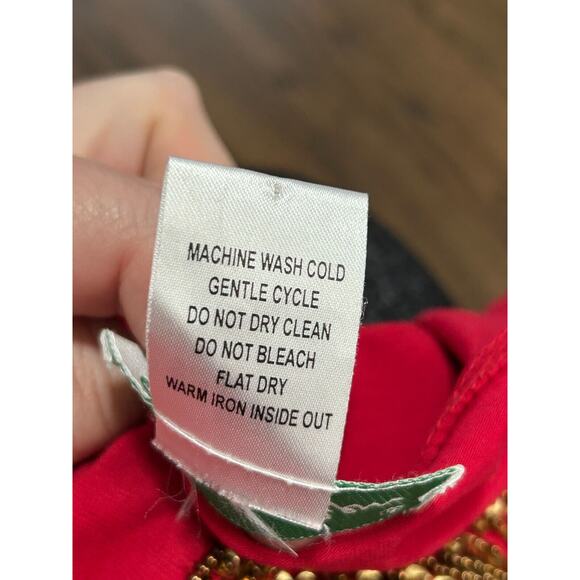 MACHINE WASH COLD
GENTLE CYCLE
DO NOT DRY CLEAN
DO NOT BLEACH
FLAT DRY
WARM IRON INSIDE OUT